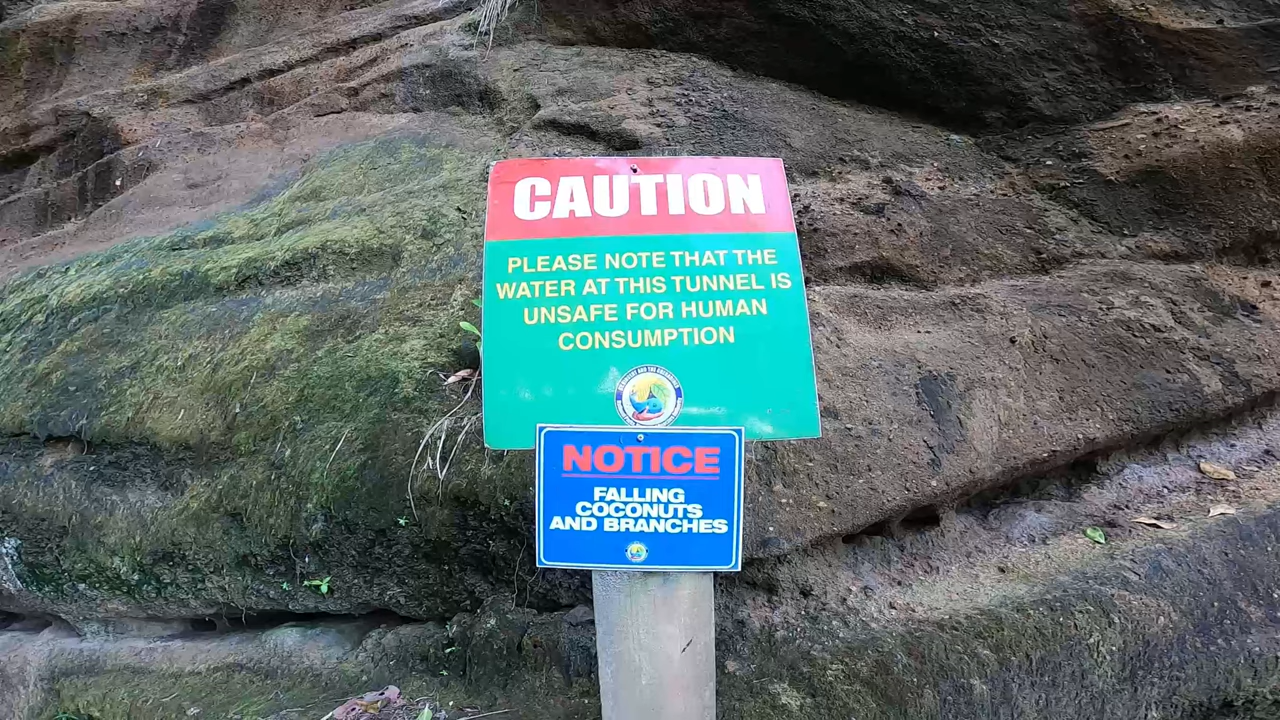 CAUTION
PLEASE NOTE THAT THE
WATER AT THIS TUNNEL IS
UNSAFE FOR HUMAN
CONSUMPTION
NOTICE
FALLING
COCONUTS
AND BRANCHES